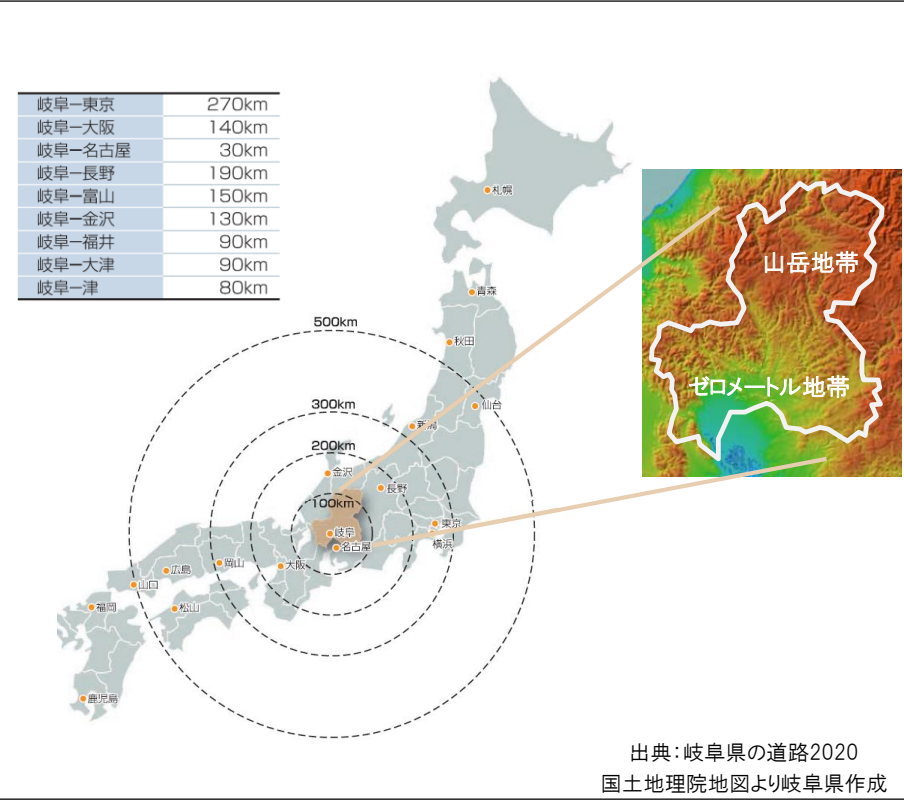 岐阜ー東京 270km
岐阜ー大阪 140km
岐阜ー名古屋 30km
岐阜ー長野 190km
岐阜ー富山 150km
岐阜ー金沢 130km
岐阜ー福井 90km
岐阜ー大津 90km
岐阜ー津 80km
札幌
山岳地帯
青森
500km
秋田
ゼロメートル地帯
300km
仙台
新潟
200km
金沢
長野
100km
東京
岐阜
横浜
名古屋
大阪
岡山
広島
山口
福岡
松山
鹿児島
出典：岐阜県の道路2020
国土地理院地図より岐阜県作成